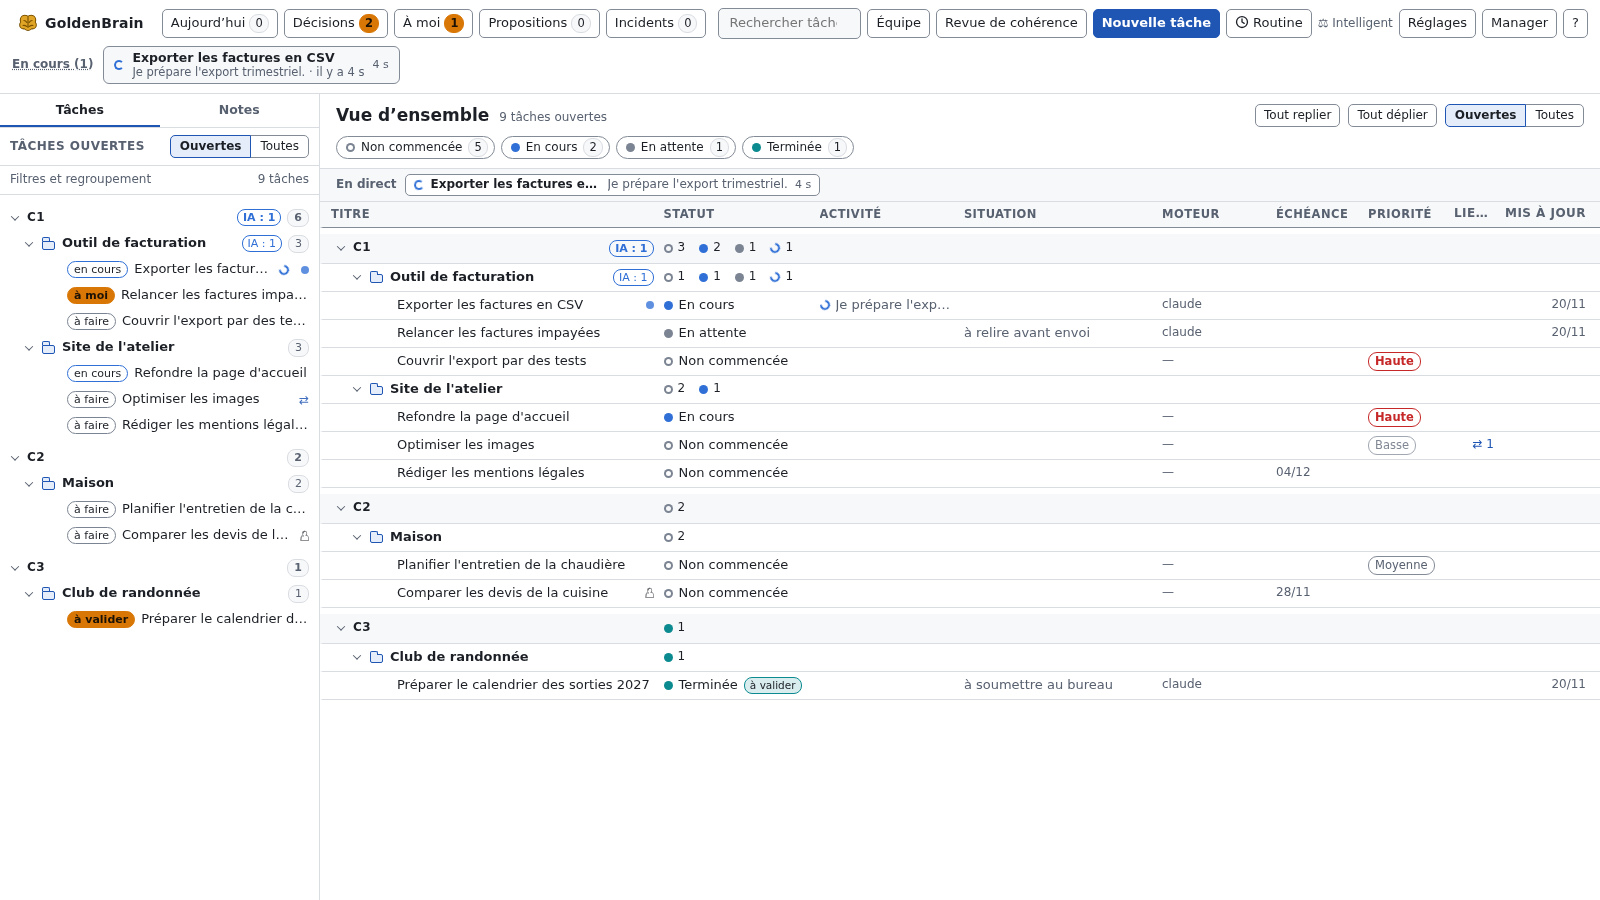 GoldenBrain Aujourd’hui 0 Décisions 2 À moi 1 Propositions 0 Incidents 0 Rechercher tâch Équipe Revue de cohérence Nouvelle tâche Routine ⚖ Intelligent Réglages Manager ?
En cours (1) Exporter les factures en CSV 4 s
Je prépare l'export trimestriel. · il y a 4 s
Tâches Notes
TÂCHES OUVERTES Ouvertes Toutes
Filtres et regroupement 9 tâches
C1 IA : 1 6
Outil de facturation IA : 1 3
en cours Exporter les factur…
à moi Relancer les factures impa…
à faire Couvrir l'export par des te…
Site de l'atelier 3
en cours Refondre la page d'accueil
à faire Optimiser les images ⇄
à faire Rédiger les mentions légal…
C2 2
Maison 2
à faire Planifier l'entretien de la c…
à faire Comparer les devis de l…
C3 1
Club de randonnée 1
à valider Préparer le calendrier d…
Vue d’ensemble 9 tâches ouvertes Tout replier Tout déplier Ouvertes Toutes
Non commencée 5 En cours 2 En attente 1 Terminée 1
En direct Exporter les factures e… Je prépare l'export trimestriel. 4 s
TITRE STATUT ACTIVITÉ SITUATION MOTEUR ÉCHÉANCE PRIORITÉ LIE… MIS À JOUR
C1 IA : 1 3 2 1 1
Outil de facturation IA : 1 1 1 1 1
Exporter les factures en CSV En cours Je prépare l'exp… claude 20/11
Relancer les factures impayées En attente à relire avant envoi claude 20/11
Couvrir l'export par des tests Non commencée — Haute
Site de l'atelier 2 1
Refondre la page d'accueil En cours — Haute
Optimiser les images Non commencée — Basse ⇄ 1
Rédiger les mentions légales Non commencée — 04/12
C2 2
Maison 2
Planifier l'entretien de la chaudière Non commencée — Moyenne
Comparer les devis de la cuisine Non commencée — 28/11
C3 1
Club de randonnée 1
Préparer le calendrier des sorties 2027 Terminée à valider à soumettre au bureau claude 20/11